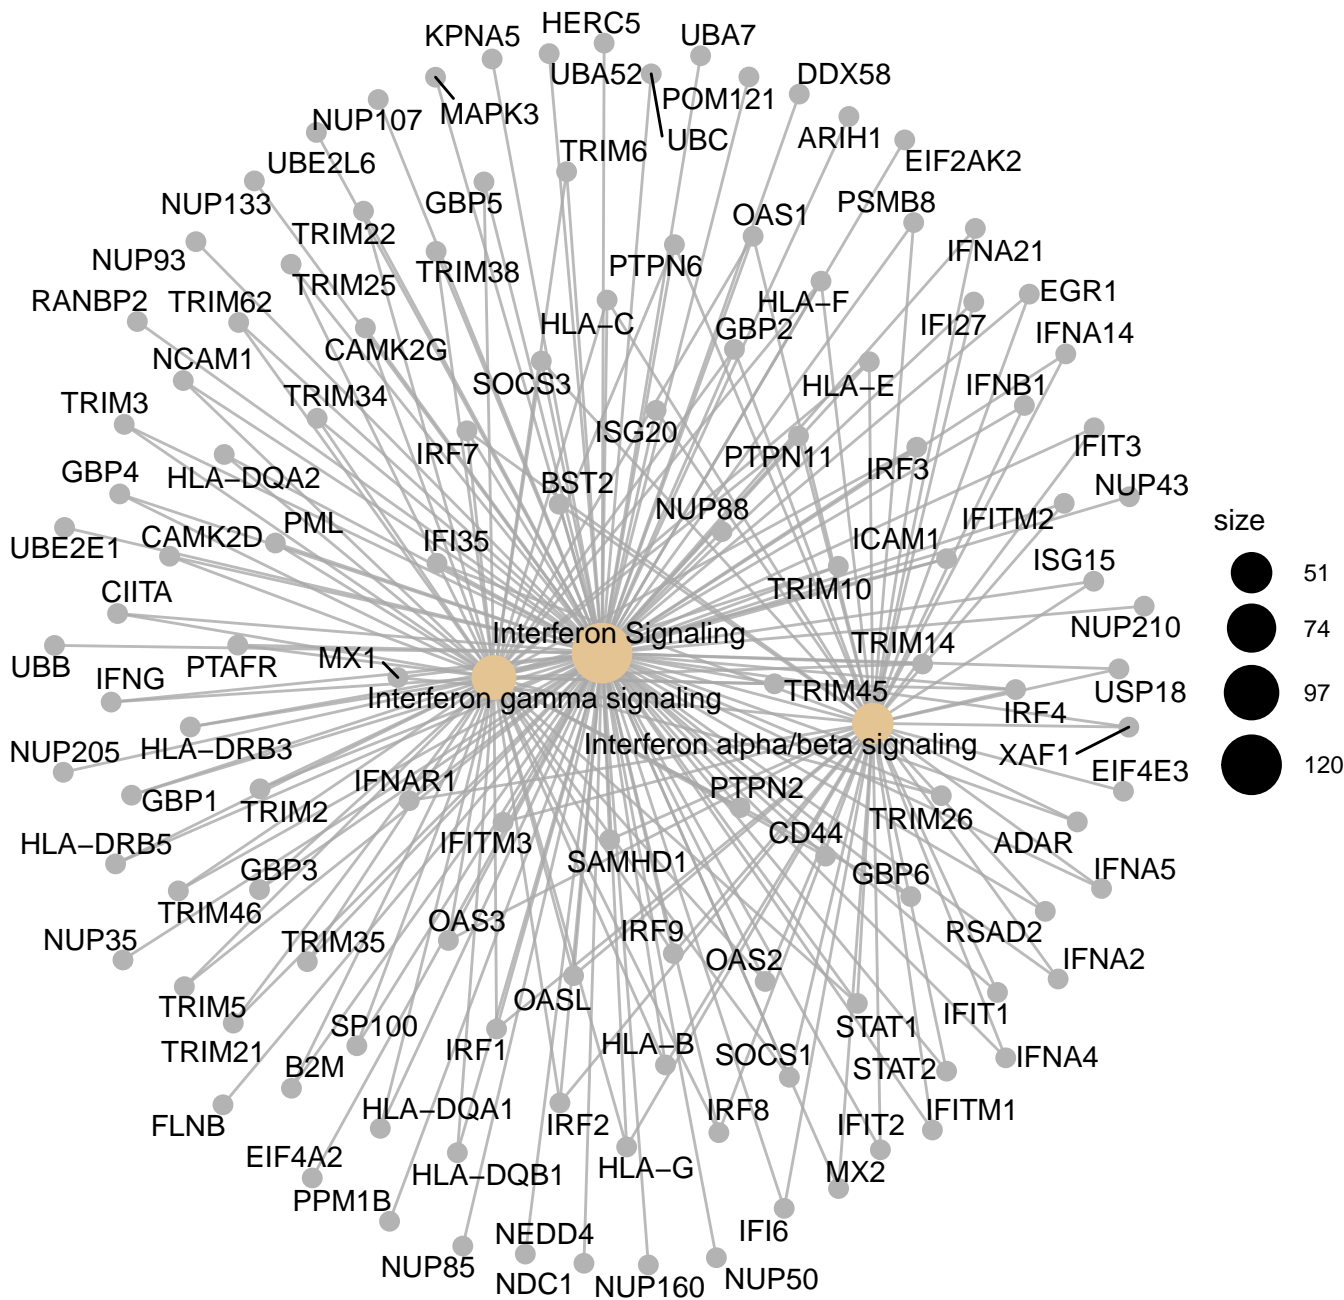 HERC5
KPNA5
UBA7
UBA52
DDX58
POM121
MAPK3
NUP107
UBC
ARIH1
TRIM6
EIF2AK2
UBE2L6
GBP5
PSMB8
NUP133
OAS1
TRIM22
IFNA21
NUP93
TRIM38
PTPN6
TRIM25
EGR1
RANBP2
TRIM62
HLA−F
HLA−C
GBP2
IFI27
IFNA14
CAMK2G
NCAM1
SOCS3
HLA−E
IFNB1
TRIM34
TRIM3
ISG20
IFIT3
IRF7
PTPN11
IRF3
GBP4
HLA−DQA2
BST2
NUP43
NUP88
IFITM2
PML
size
UBE2E1
CAMK2D
IFI35
ICAM1
ISG15
51
TRIM10
CIITA
NUP210
74
Interferon Signaling
TRIM14
UBB
PTAFR
MX1
IFNG
TRIM45
USP18
97
Interferon gamma signaling
IRF4
NUP205
HLA−DRB3
Interferon alpha/beta signaling
XAF1
120
EIF4E3
IFNAR1
PTPN2
GBP1
TRIM2
TRIM26
CD44
ADAR
HLA−DRB5
IFITM3
SAMHD1
GBP3
GBP6
IFNA5
TRIM46
OAS3
IRF9
RSAD2
NUP35
TRIM35
OAS2
IFNA2
TRIM5
OASL
IFIT1
SP100
STAT1
TRIM21
IRF1
HLA−B
SOCS1
IFNA4
B2M
STAT2
HLA−DQA1
IRF8
IFITM1
FLNB
IRF2
IFIT2
EIF4A2
HLA−DQB1
HLA−G
MX2
PPM1B
NEDD4
IFI6
NUP85
NDC1
NUP160
NUP50